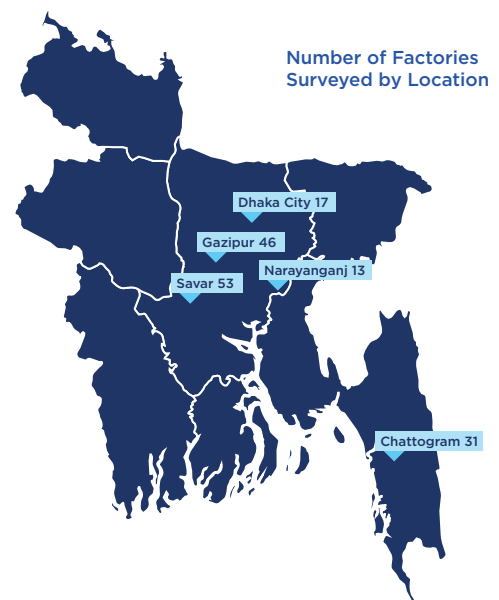 Number of Factories
Surveyed by Location
Dhaka City 17
Gazipur 46
Narayanganj 13
Savar 53
Chattogram 31